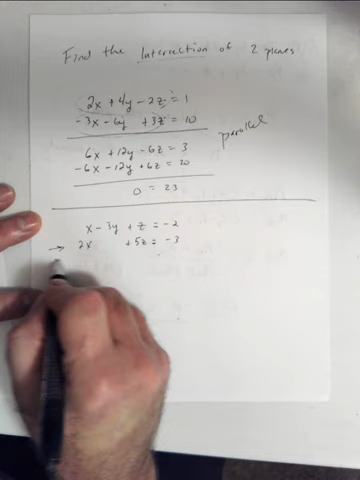 Find the Intersection of 2 planes
2x + 4y - 2z = 1
-3x - 6y + 3z = 10
parallel
6x + 12y - 6z = 3
-6x - 12y + 6z = 20
0 = 23
x - 3y + z = -2
→ 2x + 5z = -3